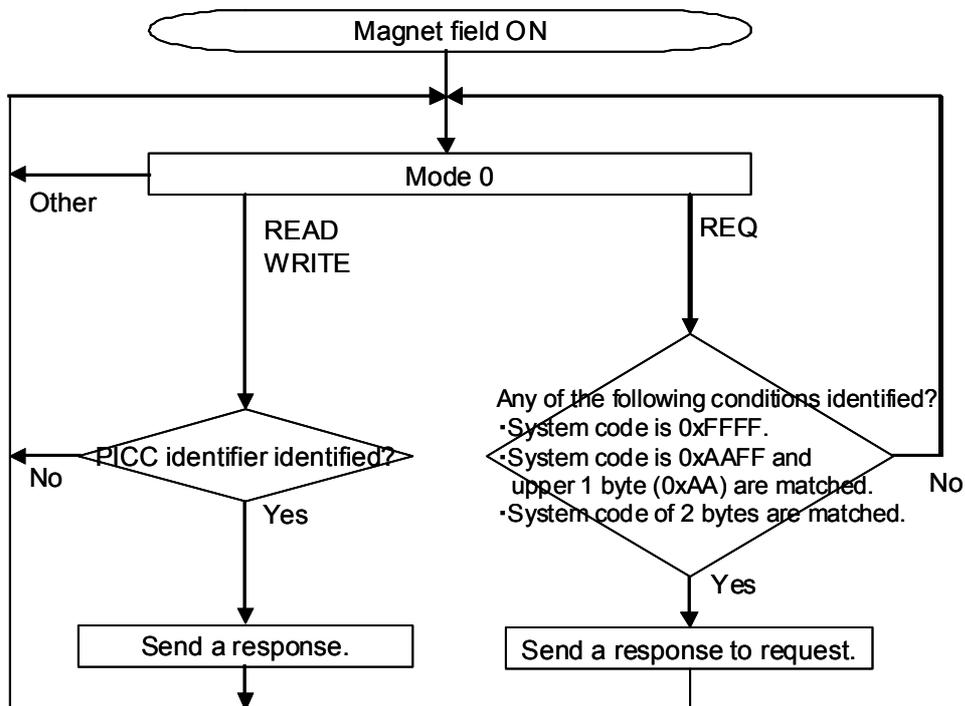 Magnet field ON
Mode 0
Other
READ
WRITE
REQ
Any of the following conditions identified?
・System code is 0xFFFF.
・System code is 0xAAFF and
upper 1 byte (0xAA) are matched.
・System code of 2 bytes are matched.
PICC identifier identified?
No
Yes
No
Yes
Send a response.
Send a response to request.